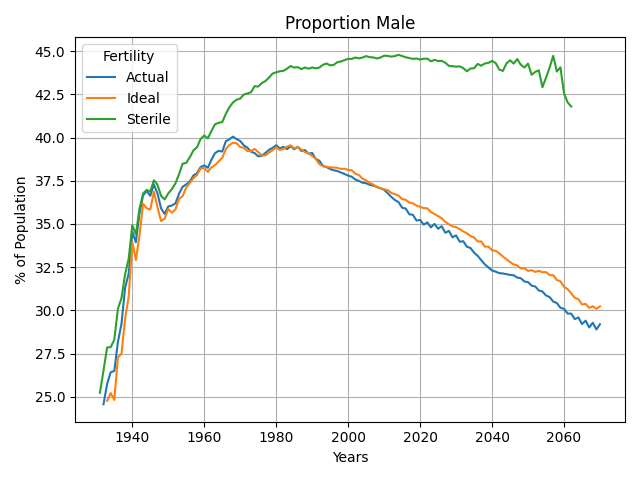 Proportion Male
% of Population
45.0
42.5
40.0
37.5
35.0
32.5
30.0
27.5
25.0
Fertility
Actual
Ideal
Sterile
1940
1960
1980
2000
2020
2040
2060
Years